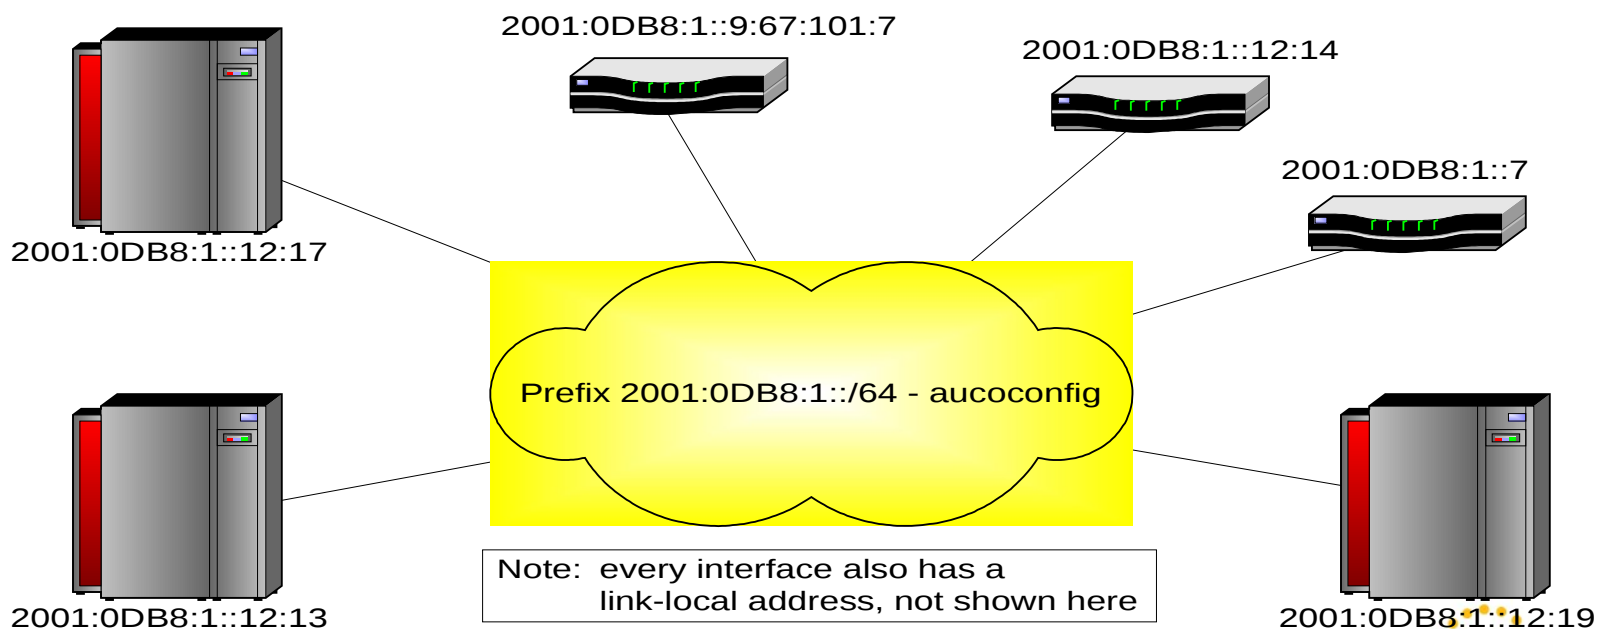 2001:0DB8:1::9:67:101:7
2001:0DB8:1::12:14
2001:0DB8:1::7
2001:0DB8:1::12:17
Prefix 2001:0DB8:1::/64 - aucoconfig
Note: every interface also has a
link-local address, not shown here
2001:0DB8:1::12:13
2001:0DB8:1::12:19